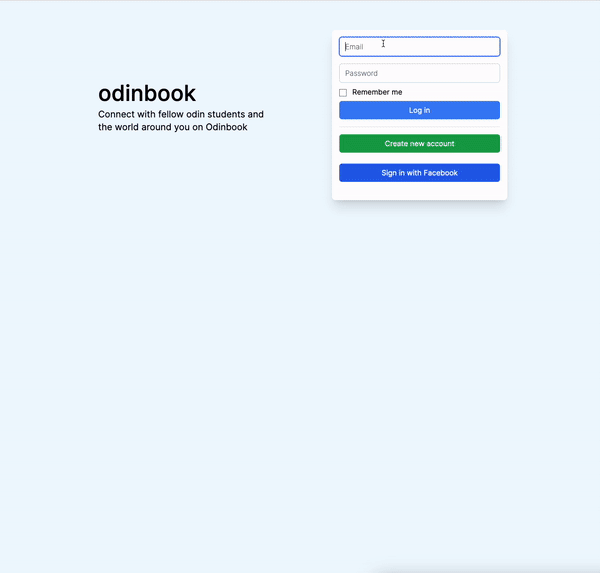 odinbook
Connect with fellow odin students and
the world around you on Odinbook
Email
Password
Remember me
Log in
Create new account
Sign in with Facebook